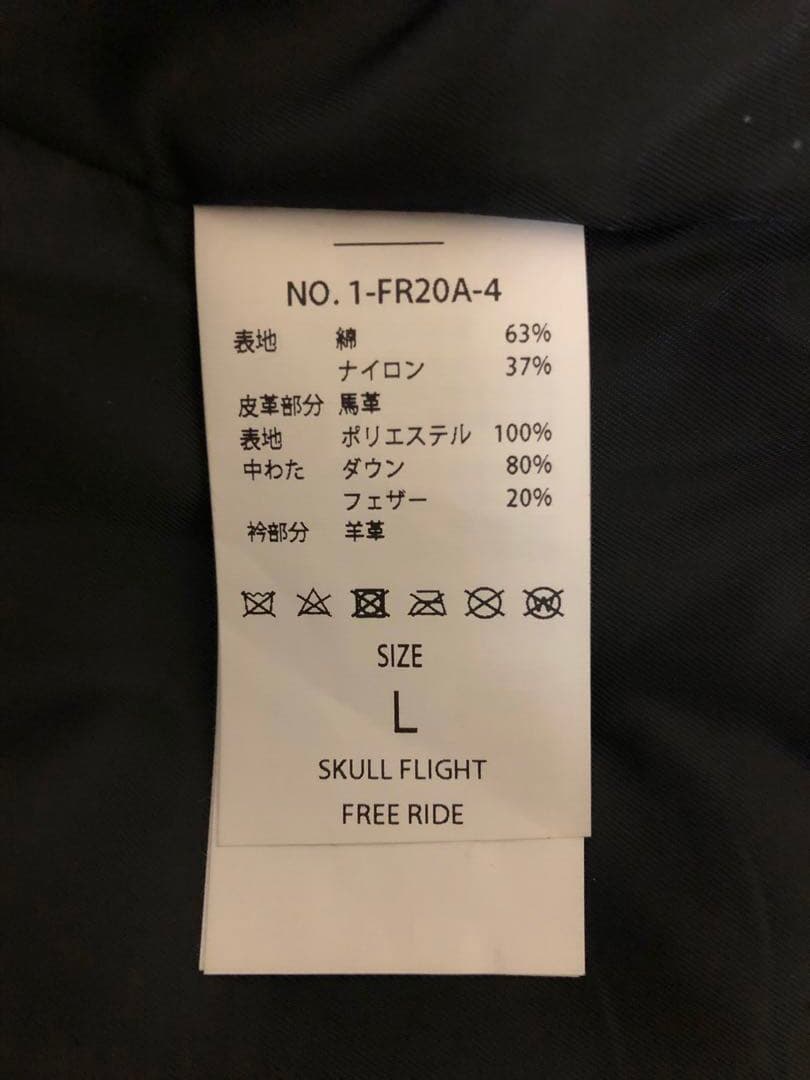 NO. 1-FR20A-4
表地 綿 63%
ナイロン 37%
皮革部分 馬革
表地 ポリエステル 100%
中わた ダウン 80%
フェザー 20%
衿部分 羊革
W
SIZE
L
SKULL FLIGHT
FREE RIDE